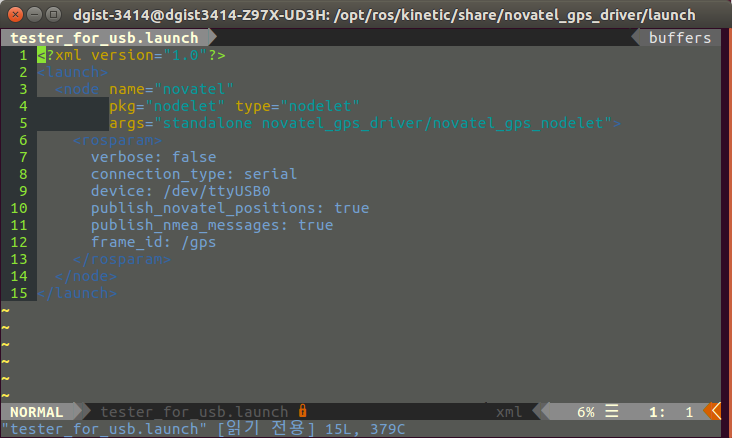 dgist-3414@dgist3414-Z97X-UD3H: /opt/ros/kinetic/share/novatel_gps_driver/launch
tester_for_usb.launch buffers
1 <?xml version="1.0"?>
2 <launch>
3 <node name="novatel"
4 pkg="nodelet" type="nodelet"
5 args="standalone novatel_gps_driver/novatel_gps_nodelet">
6 <rosparam>
7 verbose: false
8 connection_type: serial
9 device: /dev/ttyUSB0
10 publish_novatel_positions: true
11 publish_nmea_messages: true
12 frame_id: /gps
13 </rosparam>
14 </node>
15 </launch>
~
~
~
~
~
~
NORMAL tester_for_usb.launch xml 6% ☰ 1: 1
"tester_for_usb.launch" [읽기 전용] 15L, 379C